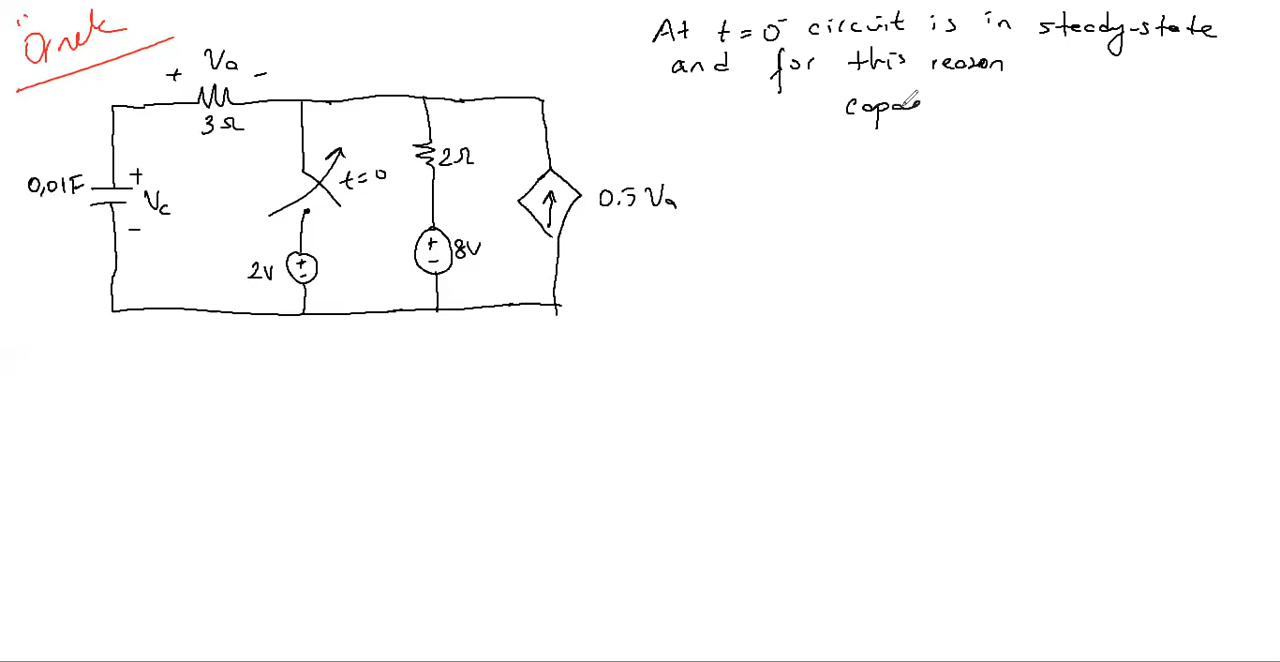 Örnek
At t=0⁻ circuit is in steady-state
and for this reason
capac
+ Va -
3Ω
0,01F
+
Vc
-
t=0
2Ω
2V
+
-
+
-
8V
0.5 Va